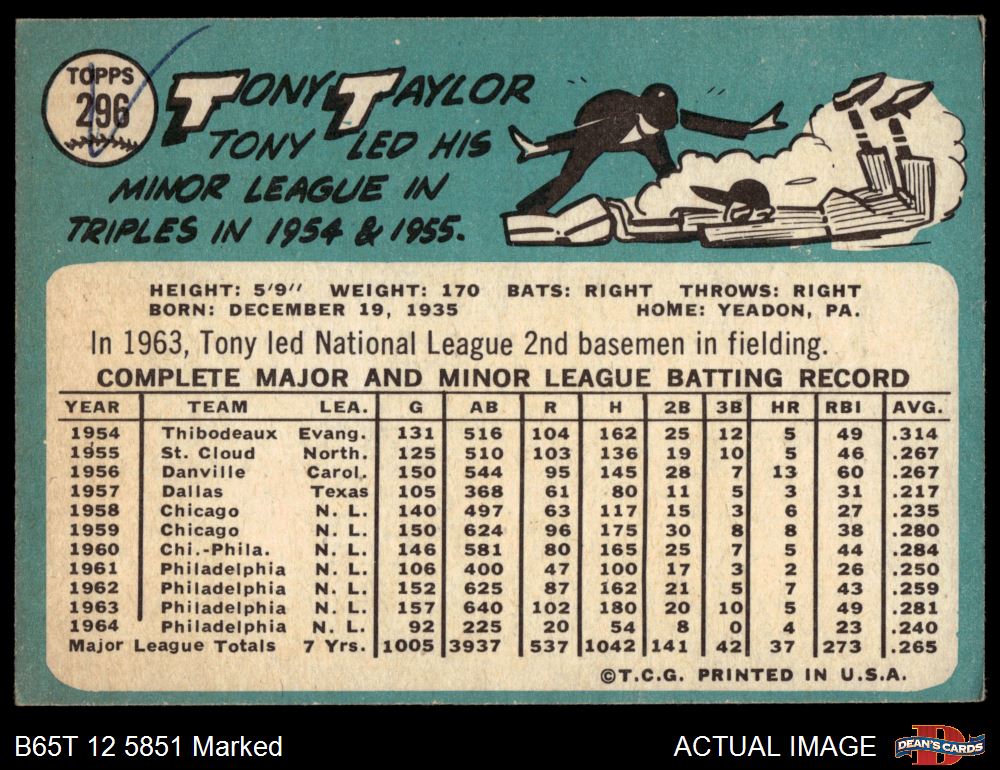 TOPPS
296
TONY TAYLOR
TONY LED HIS
MINOR LEAGUE IN
TRIPLES IN 1954 & 1955.
HEIGHT: 5'9" WEIGHT: 170 BATS: RIGHT THROWS: RIGHT
BORN: DECEMBER 19, 1935 HOME: YEADON, PA.
In 1963, Tony led National League 2nd basemen in fielding.
COMPLETE MAJOR AND MINOR LEAGUE BATTING RECORD
YEAR TEAM LEA. G AB R H 2B 3B HR RBI AVG.
1954 Thibodeaux Evang. 131 516 104 162 25 12 5 49 .314
1955 St. Cloud North. 125 510 103 136 19 10 5 46 .267
1956 Danville Carol. 150 544 95 145 28 7 13 60 .267
1957 Dallas Texas 105 368 61 80 11 5 3 31 .217
1958 Chicago N. L. 140 497 63 117 15 3 6 27 .235
1959 Chicago N. L. 150 624 96 175 30 8 8 38 .280
1960 Chi.-Phila. N. L. 146 581 80 165 25 7 5 44 .284
1961 Philadelphia N. L. 106 400 47 100 17 3 2 26 .250
1962 Philadelphia N. L. 152 625 87 162 21 5 7 43 .259
1963 Philadelphia N. L. 157 640 102 180 20 10 5 49 .281
1964 Philadelphia N. L. 92 225 20 54 8 0 4 23 .240
Major League Totals 7 Yrs. 1005 3937 537 1042 141 42 37 273 .265
©T.C.G. PRINTED IN U.S.A.
B65T 12 5851 Marked ACTUAL IMAGE DEAN'S CARDS